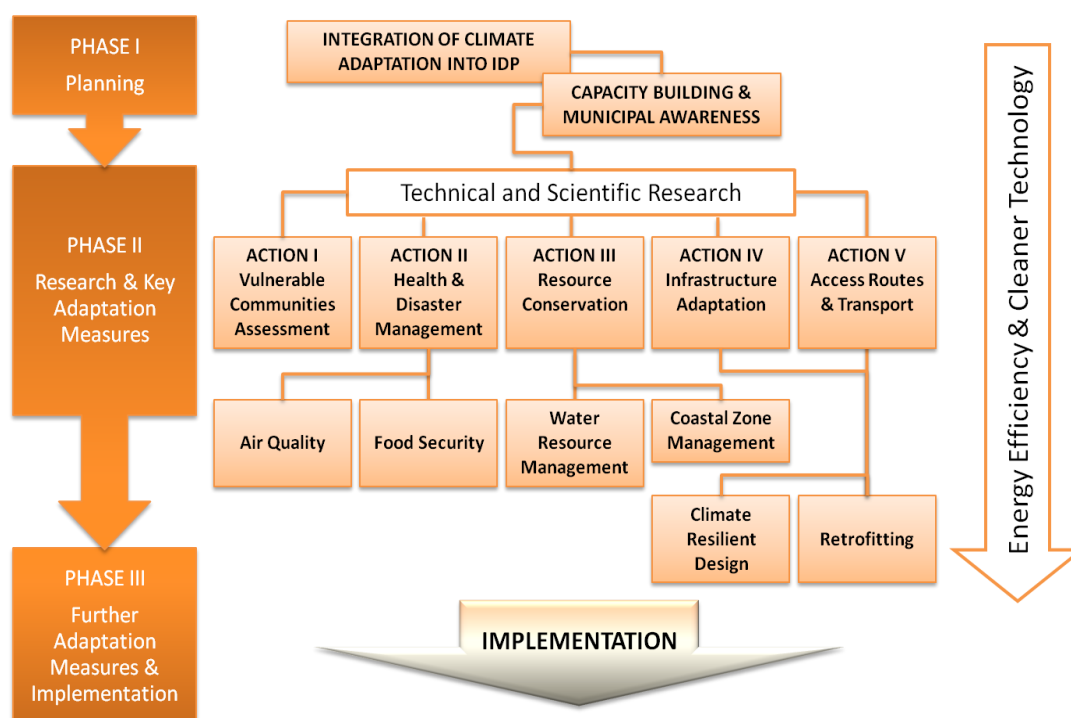 PHASE I
Planning
INTEGRATION OF CLIMATE
ADAPTATION INTO IDP
CAPACITY BUILDING &
MUNICIPAL AWARENESS
PHASE II
Research & Key
Adaptation
Measures
Technical and Scientific Research
ACTION I
Vulnerable
Communities
Assessment
ACTION II
Health &
Disaster
Management
ACTION III
Resource
Conservation
ACTION IV
Infrastructure
Adaptation
ACTION V
Access Routes
& Transport
Air Quality
Food Security
Water
Resource
Management
Coastal Zone
Management
Climate
Resilient
Design
Retrofitting
PHASE III
Further
Adaptation
Measures &
Implementation
IMPLEMENTATION
Energy Efficiency & Cleaner Technology